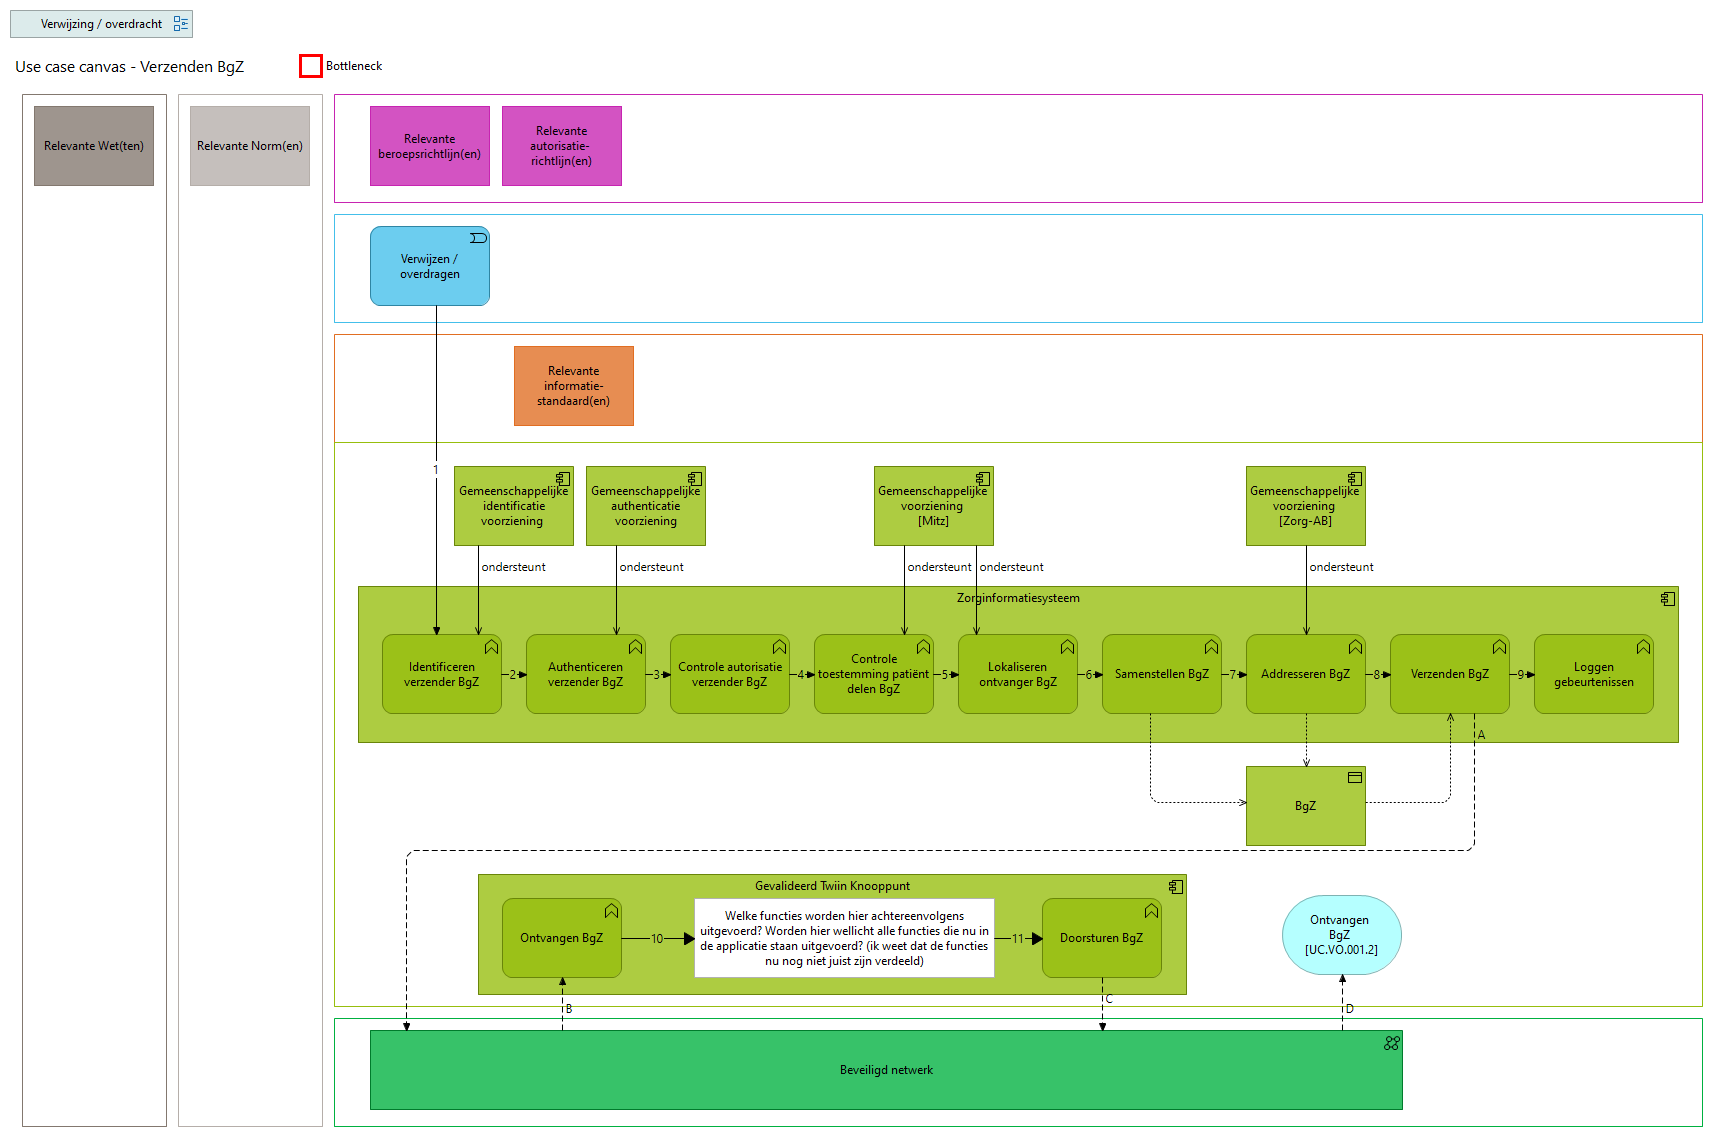 Verwijzing / overdracht
Use case canvas - Verzenden BgZ
Bottleneck
Relevante Wet(ten)
Relevante Norm(en)
Relevante
beroepsrichtlijn(en)
Relevante
autorisatie-
richtlijn(en)
Verwijzen /
overdragen
Relevante
informatie-
standaard(en)
1
Gemeenschappelijke
identificatie
voorziening
Gemeenschappelijke
authenticatie
voorziening
Gemeenschappelijke
voorziening
[Mitz]
Gemeenschappelijke
voorziening
[Zorg-AB]
ondersteunt
ondersteunt
ondersteunt
ondersteunt
ondersteunt
Zorginformatiesysteem
Identificeren
verzender BgZ
2
Authenticeren
verzender BgZ
3
Controle autorisatie
verzender BgZ
4
Controle
toestemming patiënt
delen BgZ
5
Lokaliseren
ontvanger BgZ
6
Samenstellen BgZ
7
Addresseren BgZ
8
Verzenden BgZ
9
Loggen
gebeurtenissen
A
BgZ
Gevalideerd Twiin Knooppunt
Ontvangen BgZ
10
Welke functies worden hier achtereenvolgens
uitgevoerd? Worden hier wellicht alle functies die nu in
de applicatie staan uitgevoerd? (ik weet dat de functies
nu nog niet juist zijn verdeeld)
11
Doorsturen BgZ
Ontvangen
BgZ
[UC.VO.001.2]
B
C
D
Beveiligd netwerk